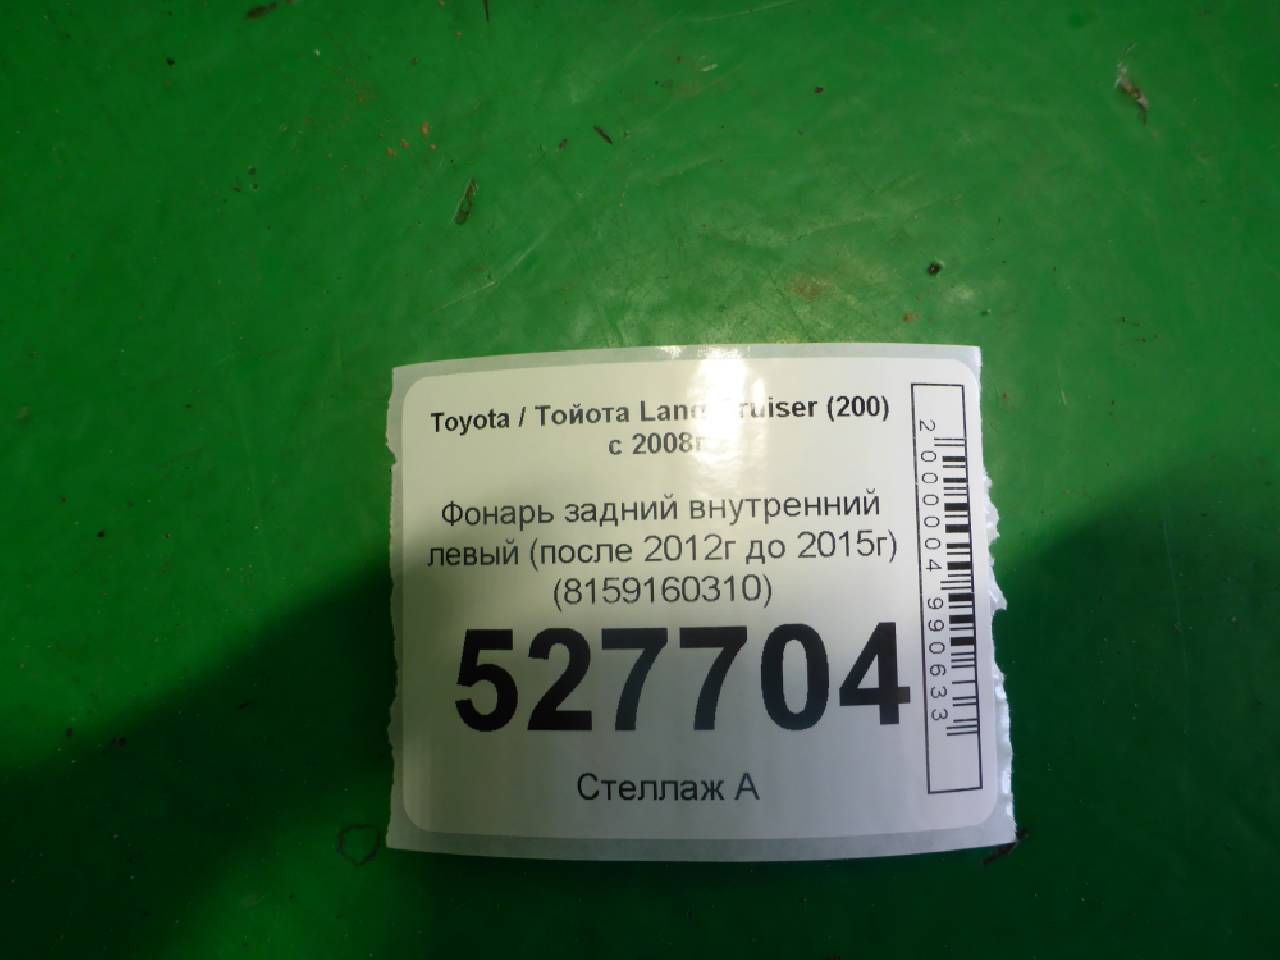 Toyota / Тойота Land Cruiser (200)
с 2008г
Фонарь задний внутренний
левый (после 2012г до 2015г)
(8159160310)
527704
Стеллаж А
2000004990633